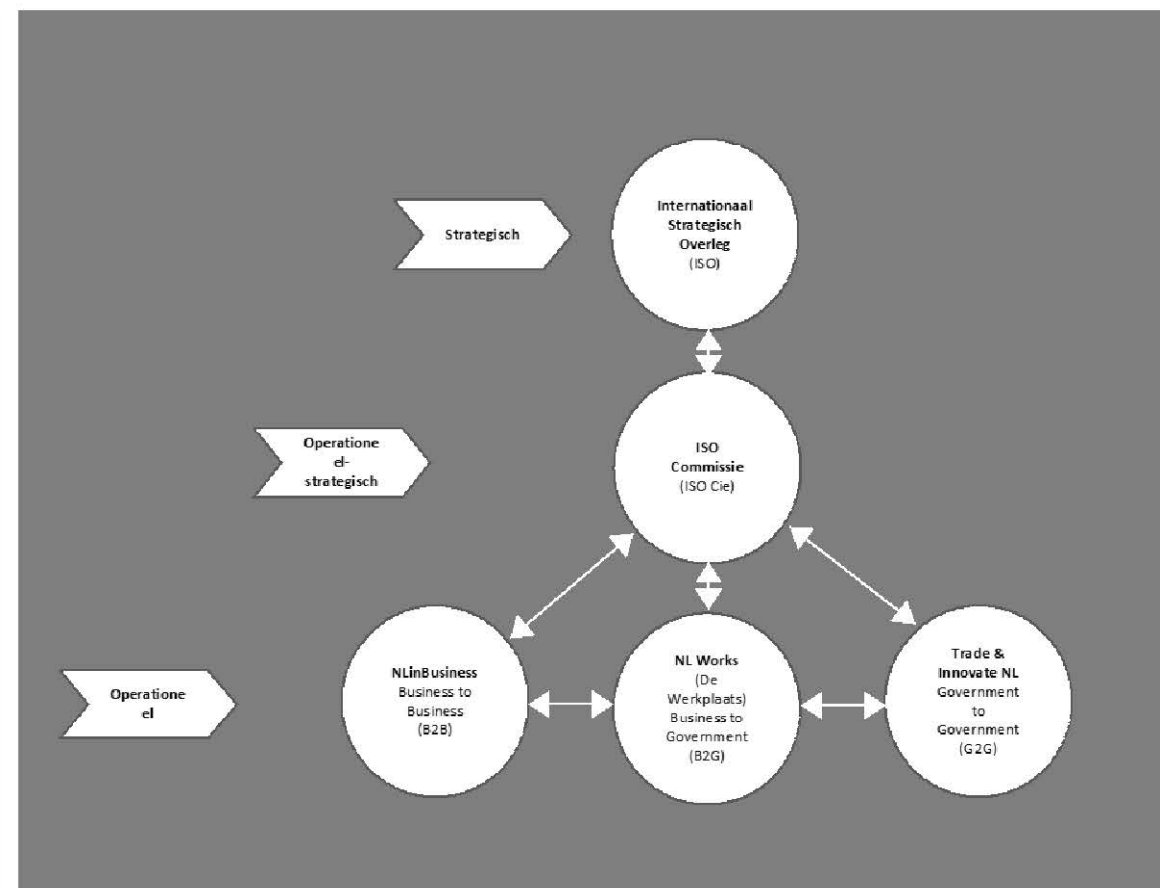 Strategisch
Internationaal
Strategisch
Overleg
(ISO)
Operatione
el-
strategisch
ISO
Commissie
(ISO Cie)
Operatione
el
NLinBusiness
Business to
Business
(B2B)
NL Works
(De
Werkplaats)
Business to
Government
(B2G)
Trade &
Innovate NL
Government
to
Government
(G2G)